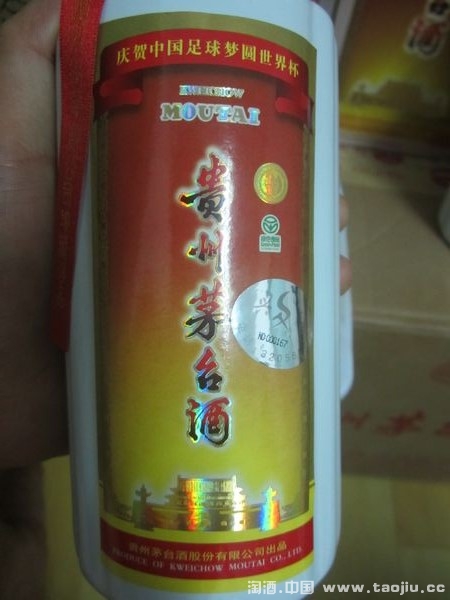 庆贺中国足球梦圆世界杯
KWEICHOW
MOUTAI
貴州茅台酒
NO 000167
贵州茅台酒股份有限公司出品
PRODUCE OF KWEICHOW MOUTAI CO., LTD.
淘酒.中国 www.taojiu.cc